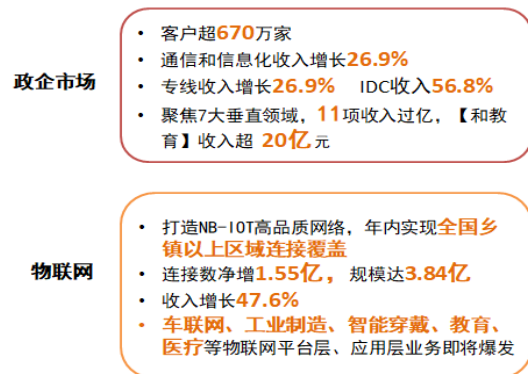 政企市场
• 客户超670万家
• 通信和信息化收入增长26.9%
• 专线收入增长26.9% IDC收入56.8%
• 聚焦7大垂直领域，11项收入过亿，【和教
育】收入超 20亿元
物联网
• 打造NB-IOT高品质网络，年内实现全国乡
镇以上区域连接覆盖
• 连接数净增1.55亿，规模达3.84亿
• 收入增长47.6%
• 车联网、工业制造、智能穿戴、教育、
医疗等物联网平台层、应用层业务即将爆发